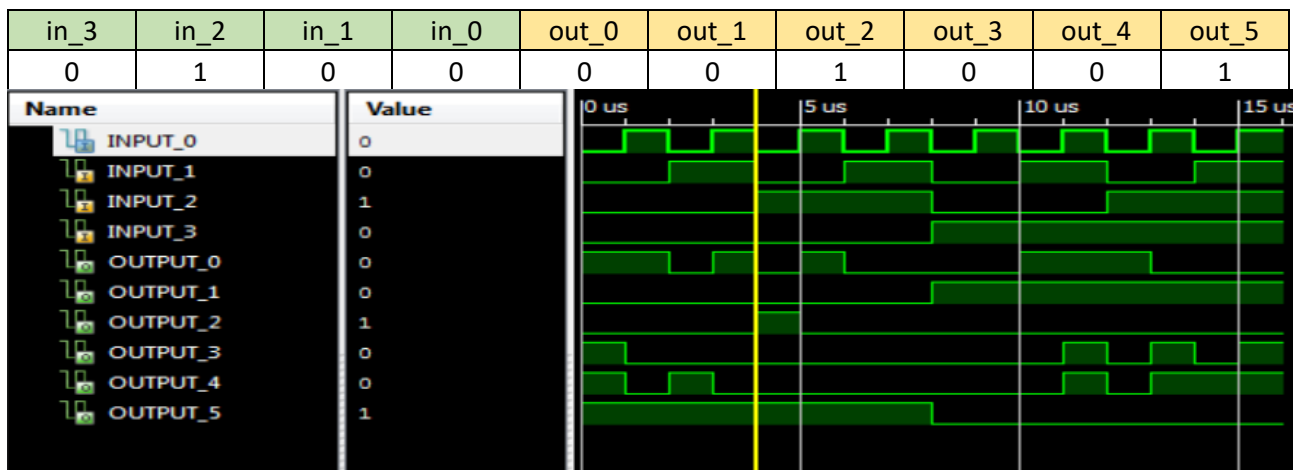 in_3 in_2 in_1 in_0 out_0 out_1 out_2 out_3 out_4 out_5
0 1 0 0 0 0 1 0 0 1
Name Value 0 us 5 us 10 us 15 us
INPUT_0 0
INPUT_1 0
INPUT_2 1
INPUT_3 0
OUTPUT_0 0
OUTPUT_1 0
OUTPUT_2 1
OUTPUT_3 0
OUTPUT_4 0
OUTPUT_5 1